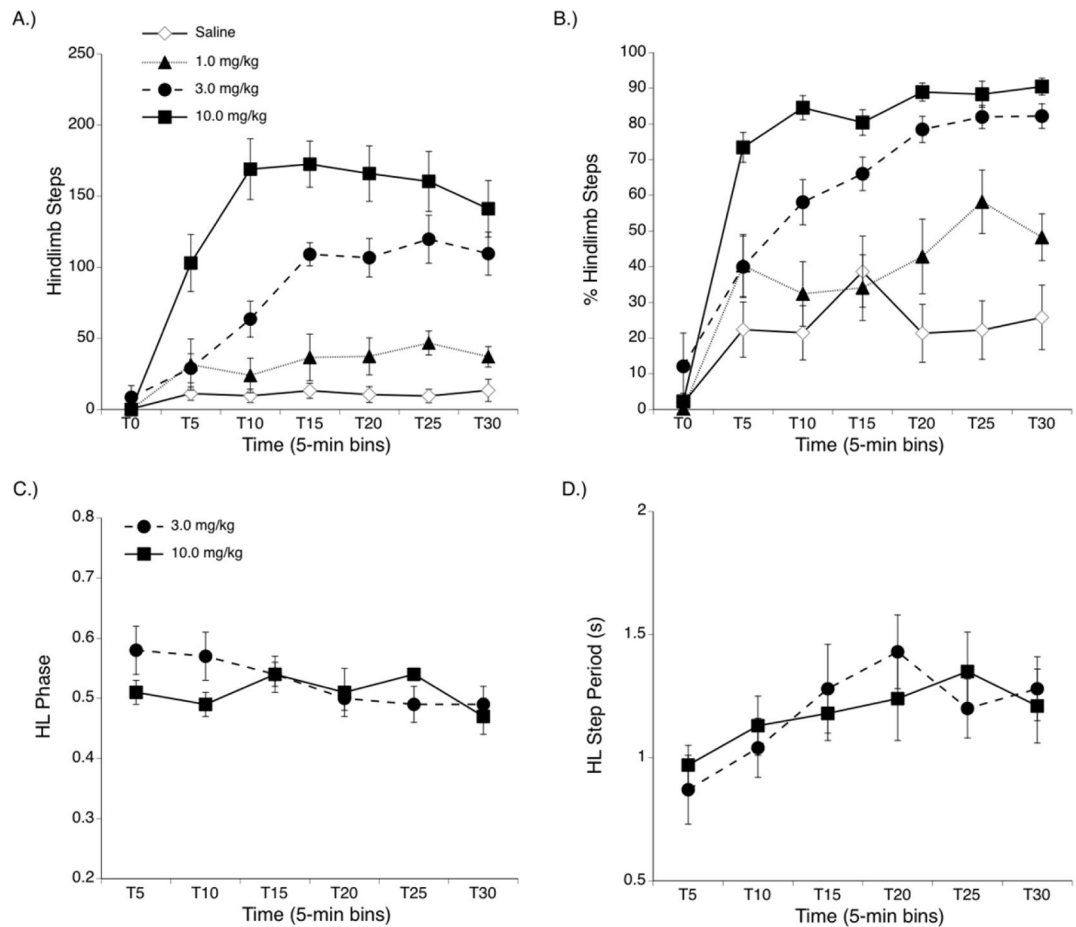 A.)
Saline
1.0 mg/kg
3.0 mg/kg
10.0 mg/kg
250
200
150
100
50
0
Hindlimb Steps
T0 T5 T10 T15 T20 T25 T30
Time (5-min bins)
B.)
100
90
80
70
60
50
40
30
20
10
0
% Hindlimb Steps
T0 T5 T10 T15 T20 T25 T30
Time (5-min bins)
C.)
3.0 mg/kg
10.0 mg/kg
0.8
0.7
0.6
0.5
0.4
0.3
0.2
HL Phase
T5 T10 T15 T20 T25 T30
Time (5-min bins)
D.)
2
1.5
1
0.5
HL Step Period (s)
T5 T10 T15 T20 T25 T30
Time (5-min bins)